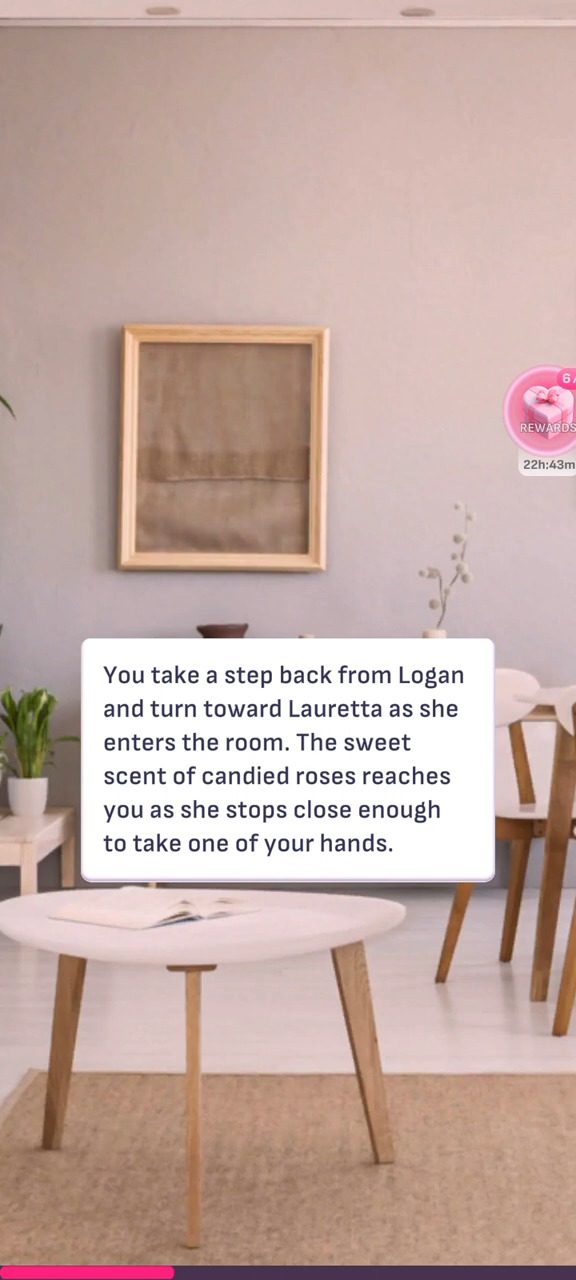 6/
REWARDS
22h:43m
You take a step back from Logan
and turn toward Lauretta as she
enters the room. The sweet
scent of candied roses reaches
you as she stops close enough
to take one of your hands.